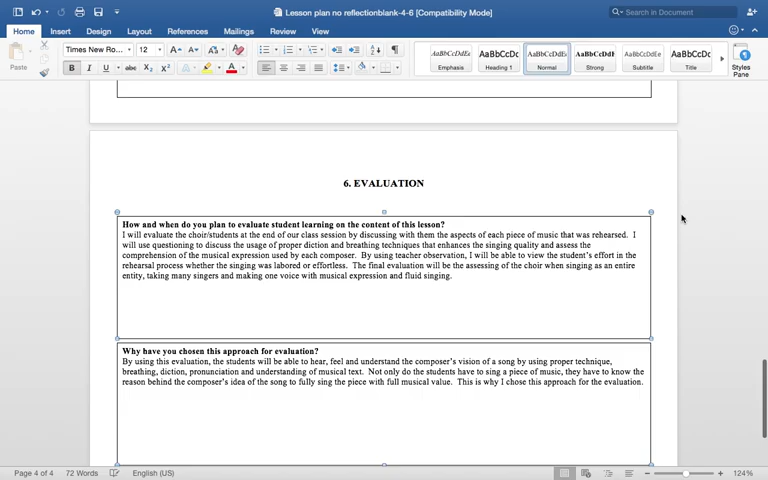 Lesson plan no reflectionblank-4-6 [Compatibility Mode]
Search in Document
Home Insert Design Layout References Mailings Review View
Paste
Times New Ro... 12
B I U abc X2 X2 A A
AaBbCcDdEe AaBbCcDc AaBbCcDdEe AaBbCcDdE AaBbCcDdEe AaBbCcDc
Emphasis Heading 1 Normal Strong Subtitle Title
Styles
Pane
6. EVALUATION
How and when do you plan to evaluate student learning on the content of this lesson?
I will evaluate the choir/students at the end of our class session by discussing with them the aspects of each piece of music that was rehearsed. I
will use questioning to discuss the usage of proper diction and breathing techniques that enhances the singing quality and assess the
comprehension of the musical expression used by each composer. By using teacher observation, I will be able to view the student's effort in the
rehearsal process whether the singing was labored or effortless. The final evaluation will be the assessing of the choir when singing as an entire
entity, taking many singers and making one voice with musical expression and fluid singing.
Why have you chosen this approach for evaluation?
By using this evaluation, the students will be able to hear, feel and understand the composer's vision of a song by using proper technique,
breathing, diction, pronunciation and understanding of musical text. Not only do the students have to sing a piece of music, they have to know the
reason behind the composer's idea of the song to fully sing the piece with full musical value. This is why I chose this approach for the evaluation.
Page 4 of 4 72 Words English (US) 124%